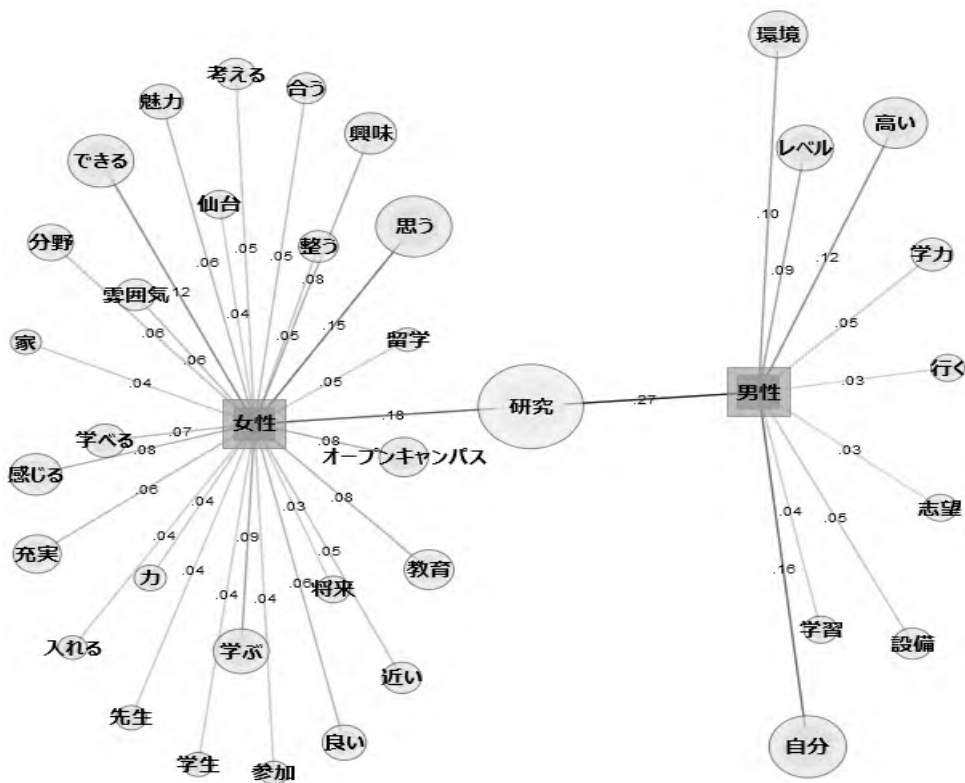 環境
考える
合う
魅力
高い
興味
レベル
できる
仙台
.10
思う
分野
整う
.05
.05
.09
.12
学力
.06
.08
雰囲気
.12
.04
.15
.05
家
.06
.05
留学
.06
.05
行く
.04
.03
女性
.18
研究
.27
男性
.07
学べる
.08
.08
オープンキャンパス
感じる
.03
.06
.04
.03
.08
志望
充実
.04
.09
.05
.04
.05
力
.04
.06
将来
教育
.16
.04
.04
入れる
学ぶ
学習
設備
近い
先生
良い
自分
学生
参加